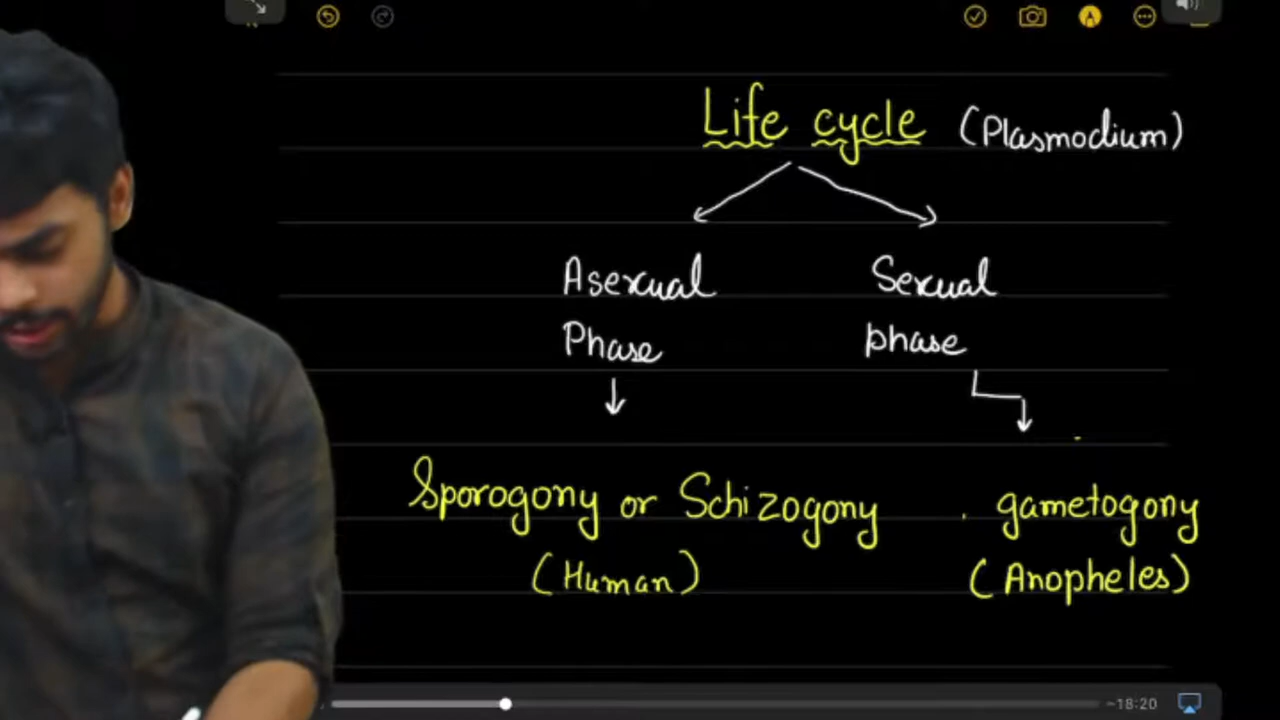 Life cycle (Plasmodium)
Asexual Sexual
Phase phase
Sporogony or Schizogony gametogony
(Human) (Anopheles)
-18:20